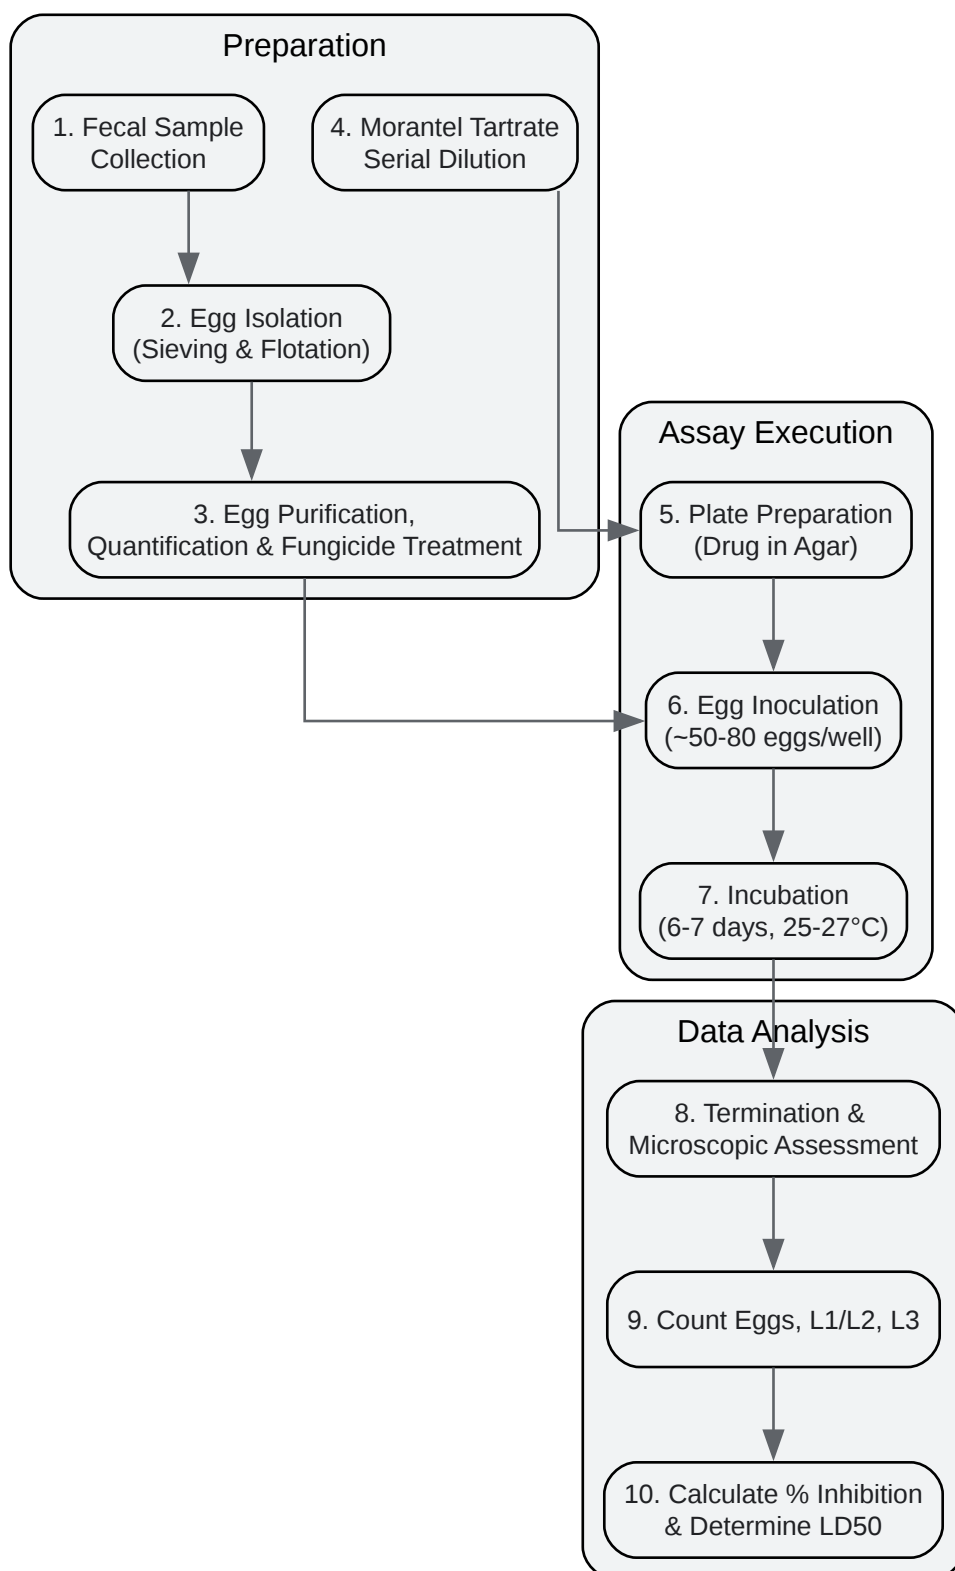 Preparation
1. Fecal Sample
Collection
4. Morantel Tartrate
Serial Dilution
2. Egg Isolation
(Sieving & Flotation)
3. Egg Purification,
Quantification & Fungicide Treatment
Assay Execution
5. Plate Preparation
(Drug in Agar)
6. Egg Inoculation
(~50-80 eggs/well)
7. Incubation
(6-7 days, 25-27°C)
Data Analysis
8. Termination &
Microscopic Assessment
9. Count Eggs, L1/L2, L3
10. Calculate % Inhibition
& Determine LD50